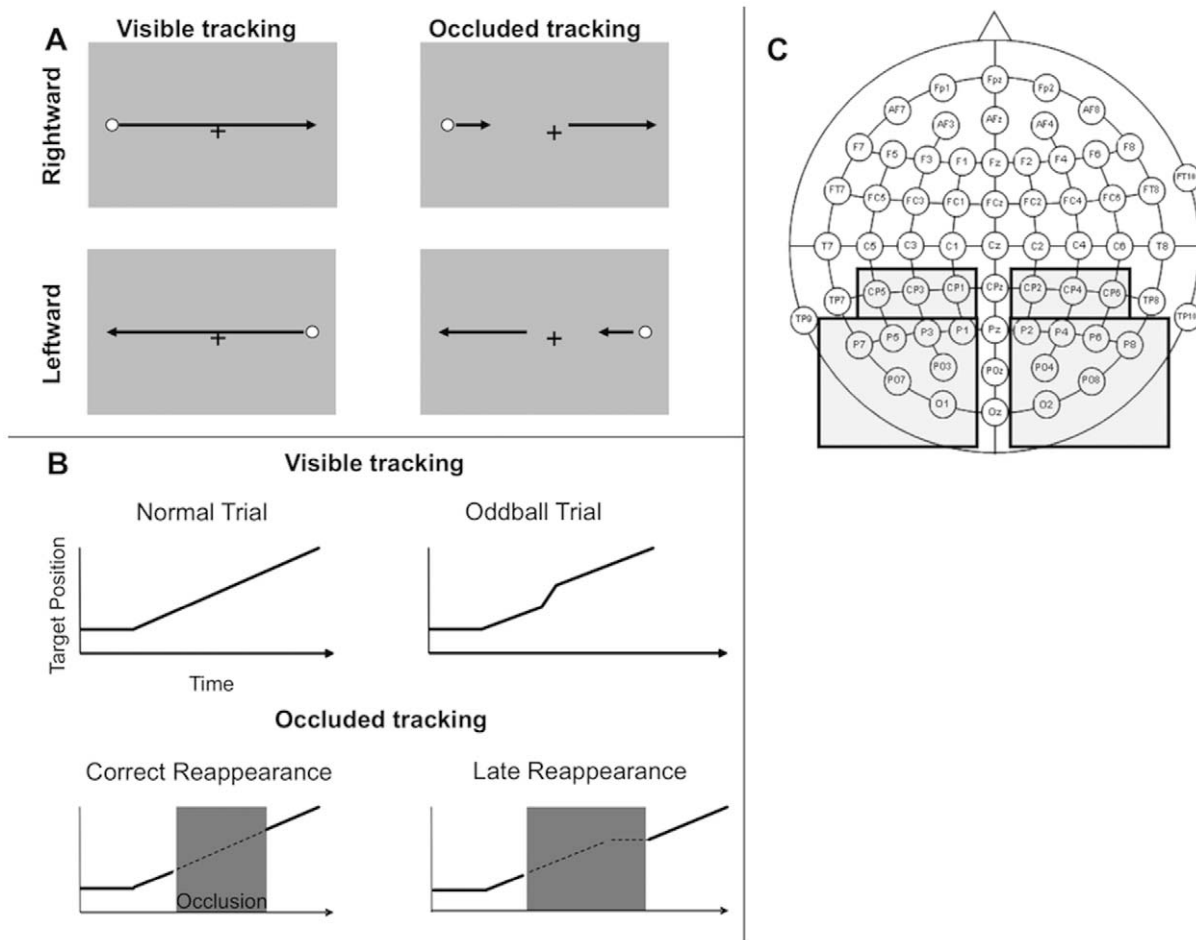 A
Visible tracking
Occluded tracking
Rightward
Leftward
B
Visible tracking
Normal Trial
Oddball Trial
Target Position
Time
Occluded tracking
Correct Reappearance
Late Reappearance
Occlusion
C
Fpz
Fp1 Fp2
AF7 AF3 AFz AF4 AF8
F7 F5 F3 F1 Fz F2 F4 F6 F8
FT10
FT7 FC5 FC3 FC1 FCz FC2 FC4 FC6 FT8
T7 C5 C3 C1 Cz C2 C4 C6 T8
TP7 CP5 CP3 CP1 CPz CP2 CP4 CP6 TP8
TP9 TP10
P7 P5 P3 P1 Pz P2 P4 P6 P8
PO7 PO3 POz PO4 PO8
O1 Oz O2